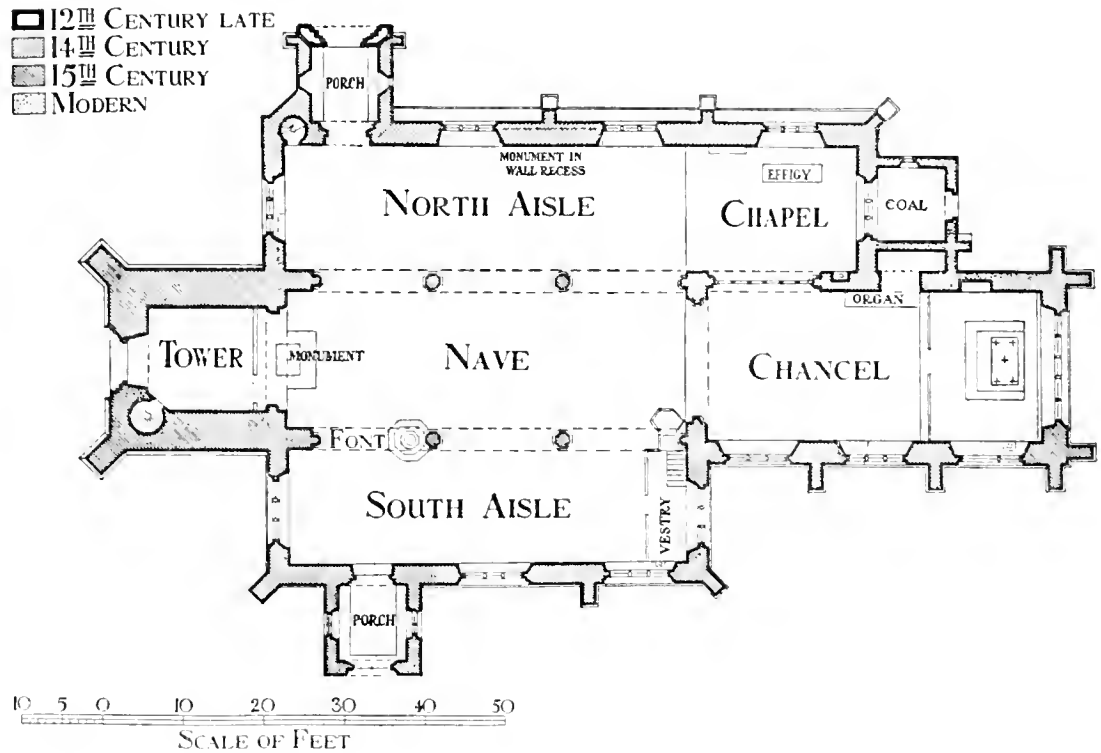 12TH CENTURY LATE
14TH CENTURY
15TH CENTURY
MODERN
PORCH
MONUMENT IN
WALL RECESS
EFFIGY
NORTH AISLE
CHAPEL
COAL
ORGAN
TOWER
MONUMENT
NAVE
CHANCEL
FONT
SOUTH AISLE
VESTRY
PORCH
10 5 0 10 20 30 40 50
SCALE OF FEET